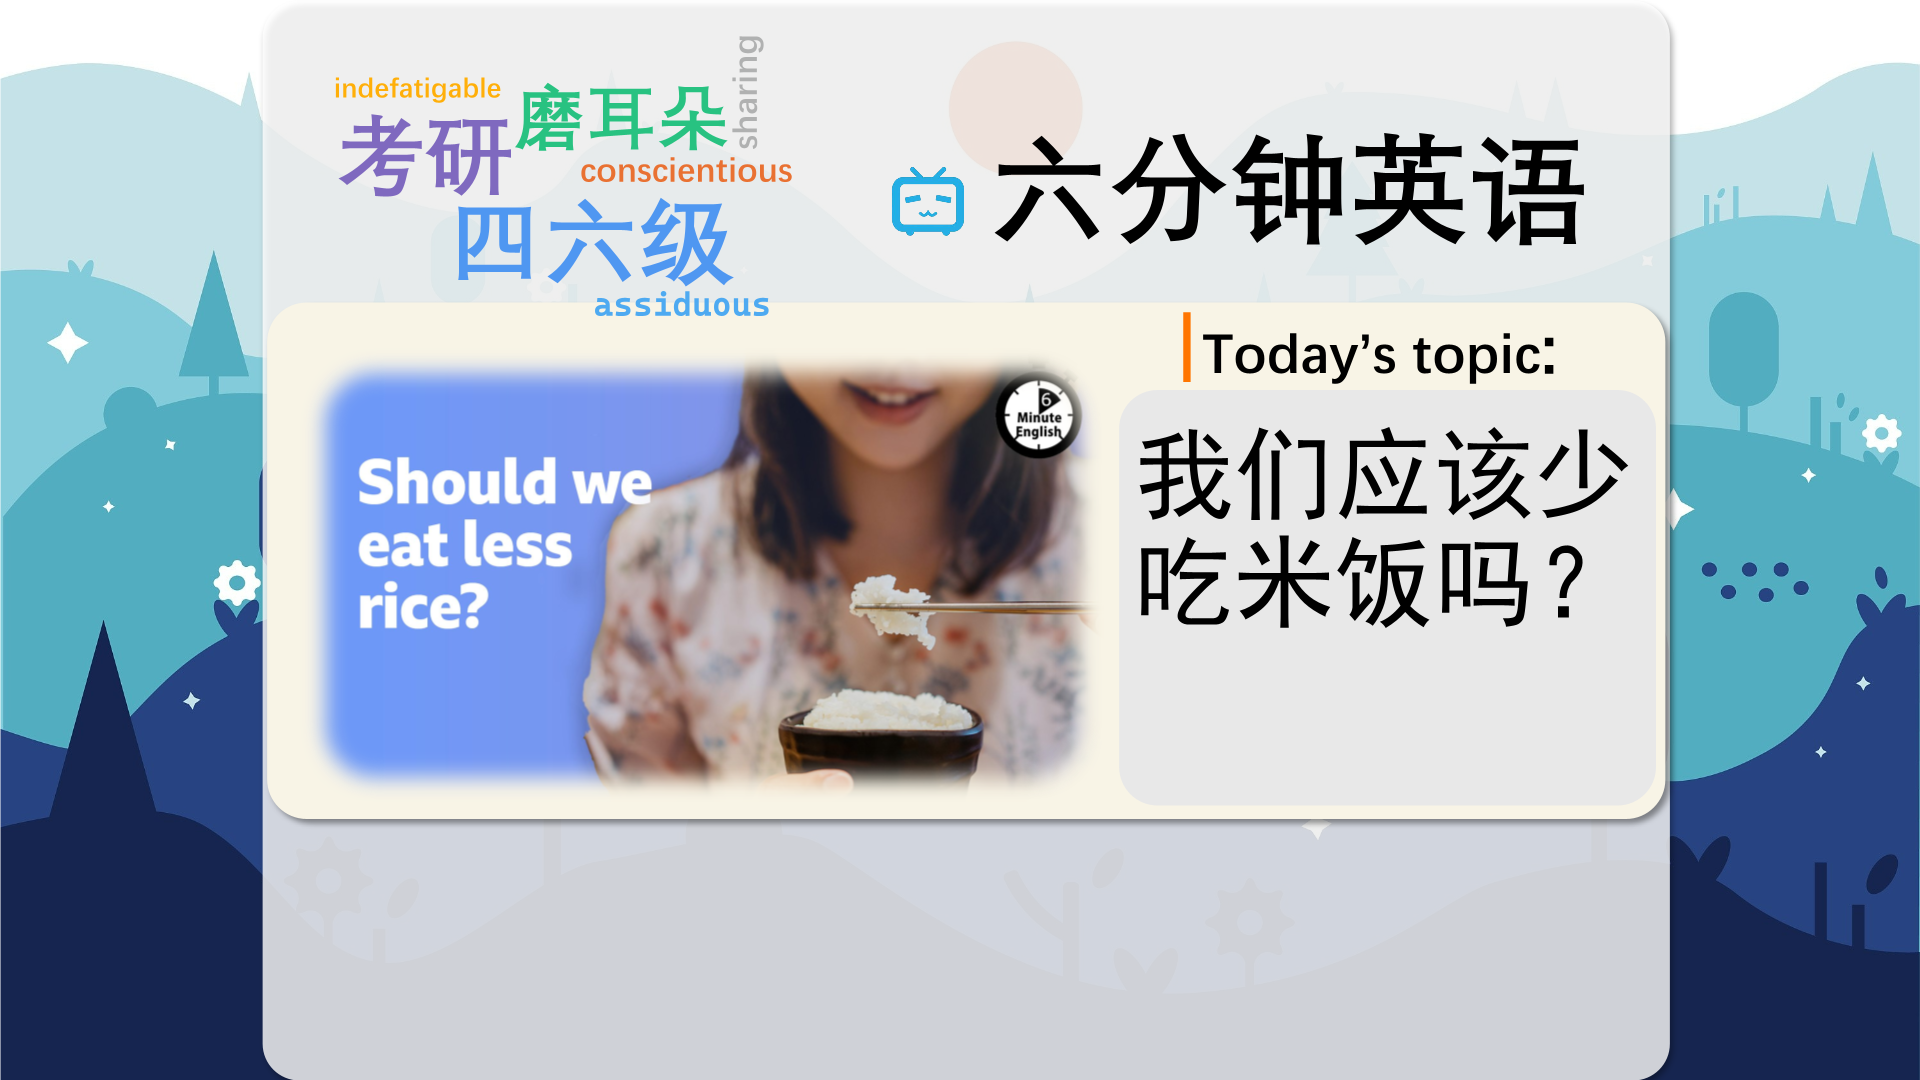 indefatigable
考研
磨耳朵
sharing
conscientious
四六级
assiduous
六分钟英语
Today’s topic:
我们应该少
吃米饭吗？
Should we
eat less
rice?
6
Minute
English